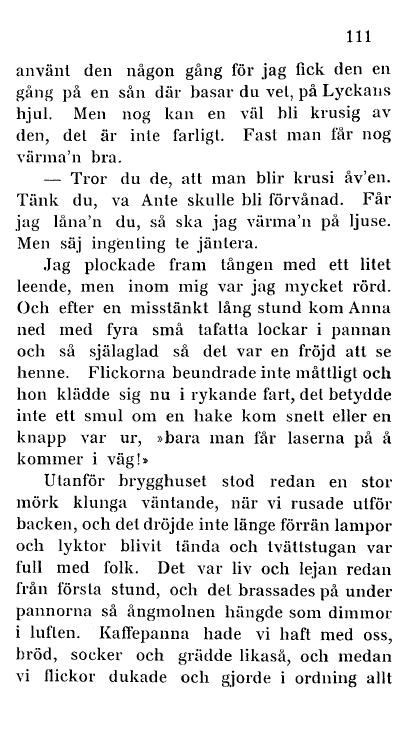 111
använt den någon gång för jag fick den en
gång på en sån där basar du vet, på Lyckans
hjul. Men nog kan en väl bli krusig av
den, det är inte farligt. Fast man får nog
värma'n bra.
— Tror du de, att man blir krusi åv'en.
Tänk du, va Ante skulle bli förvånad. Får
jag låna'n du, så ska jag värma'n på ljuse.
Men säj ingenting te jäntera.
Jag plockade fram tången med ett litet
leende, men inom mig var jag mycket rörd.
Och efter en misstänkt lång stund kom Anna
ned med fyra små tafatta lockar i pannan
och så själaglad så det var en fröjd att se
henne. Flickorna beundrade inte måttligt och
hon klädde sig nu i rykande fart, det betydde
inte ett smul om en hake kom snett eller en
knapp var ur, »bara man får laserna på å
kommer i väg!»
Utanför brygghuset stod redan en stor
mörk klunga väntande, när vi rusade utför
backen, och det dröjde inte länge förrän lampor
och lyktor blivit tända och tvättstugan var
full med folk. Det var liv och lejan redan
från första stund, och det brassades på under
pannorna så ångmolnen hängde som dimmor
i luften. Kaffepanna hade vi haft med oss,
bröd, socker och grädde likaså, och medan
vi flickor dukade och gjorde i ordning allt